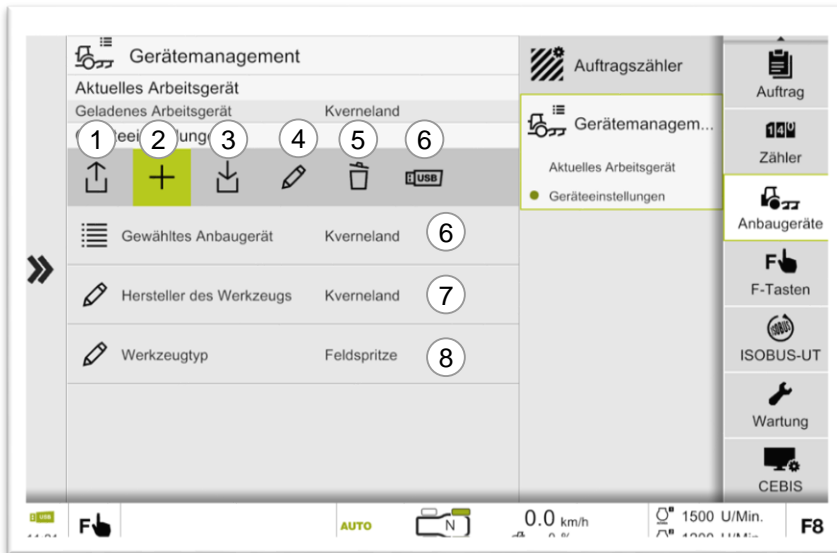 Gerätemanagement
Aktuelles Arbeitsgerät
Geladenes Arbeitsgerät Kverneland
1 2 3 4 5 6
USB
Gewähltes Anbaugerät Kverneland 6
Hersteller des Werkzeugs Kverneland 7
Werkzeugtyp Feldspritze 8
Auftragszähler
Gerätemanagem...
Aktuelles Arbeitsgerät
Geräteeinstellungen
Auftrag
Zähler
Anbaugeräte
F
F-Tasten
ISOBUS
ISOBUS-UT
Wartung
CEBIS
USB
F
AUTO
N
0.0 km/h
1500 U/Min.
F8